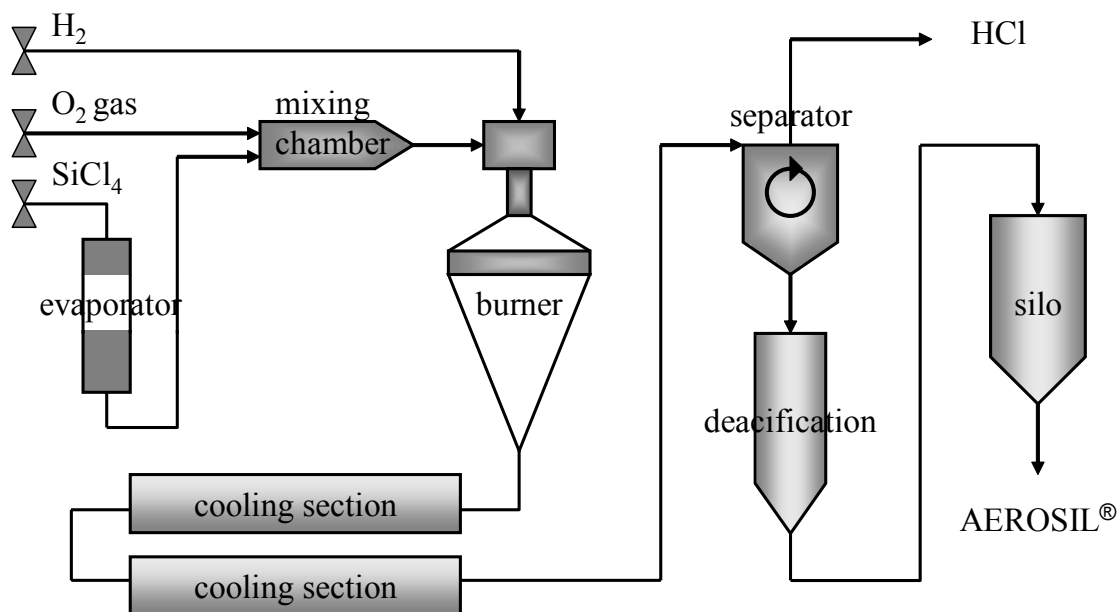 H₂
HCl
O₂ gas
mixing
chamber
separator
SiCl₄
evaporator
burner
silo
deacification
cooling section
AEROSIL®
cooling section